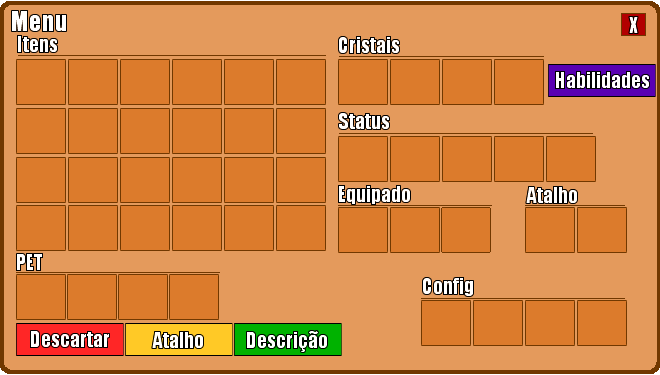 Menu
X
Itens
Cristais
Habilidades
Status
Equipado
Atalho
PET
Config
Descartar
Atalho
Descrição